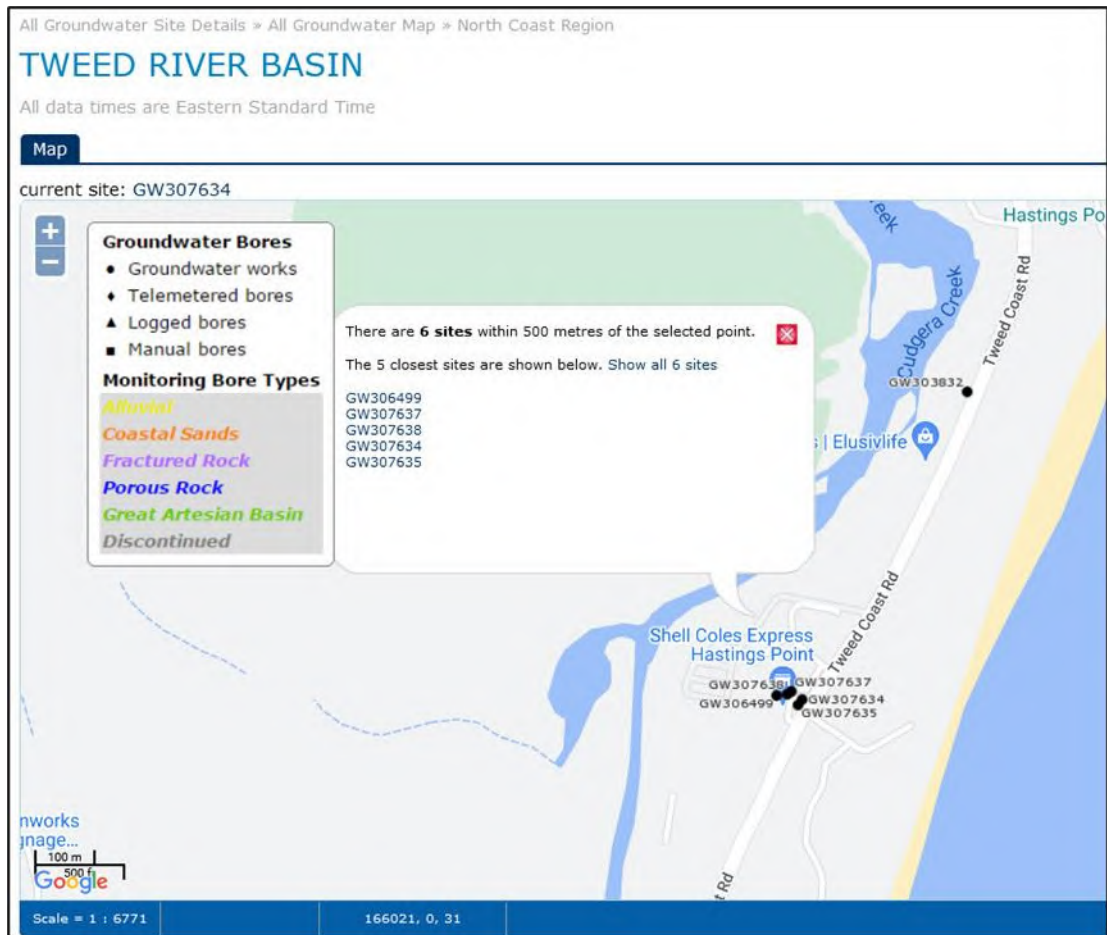 All Groundwater Site Details » All Groundwater Map » North Coast Region
TWEED RIVER BASIN
All data times are Eastern Standard Time
Map
current site: GW307634
+
−
Groundwater Bores
Groundwater works
Telemetered bores
Logged bores
Manual bores
Monitoring Bore Types
Alluvial
Coastal Sands
Fractured Rock
Porous Rock
Great Artesian Basin
Discontinued
There are 6 sites within 500 metres of the selected point.
The 5 closest sites are shown below. Show all 6 sites
GW306499
GW307637
GW307638
GW307634
GW307635
eek
Hastings Po
Cudgera Creek
Tweed Coast Rd
GW303832
s | Elusivlife
Tweed Coast Rd
Shell Coles Express
Hastings Point
GW307638
GW307637
GW306499
GW307634
GW307635
t Rd
nworks
gnage...
100 m
500 f
Google
Scale = 1 : 6771
166021, 0, 31